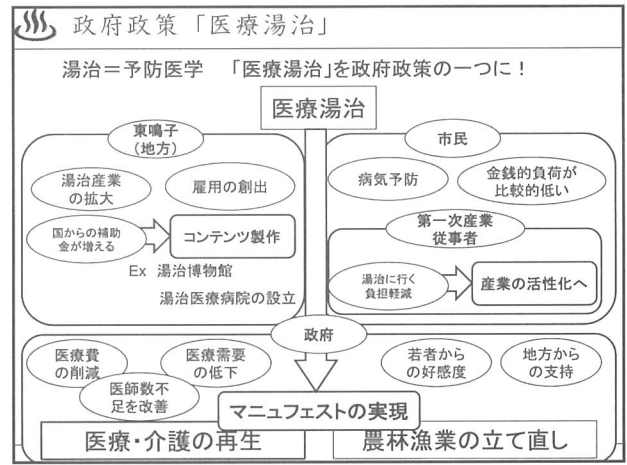 政府政策「医療湯治」
湯治＝予防医学　「医療湯治」を政府政策の一つに！
医療湯治
東鳴子
（地方）
湯治産業
の拡大
雇用の創出
国からの補助
金が増える
コンテンツ製作
Ex　湯治博物館
湯治医療病院の設立
市民
病気予防
金銭的負荷が
比較的低い
第一次産業
従事者
湯治に行く
負担軽減
産業の活性化へ
政府
医療費
の削減
医療需要
の低下
医師数不
足を改善
若者から
の好感度
地方から
の支持
マニュフェストの実現
医療・介護の再生
農林漁業の立て直し